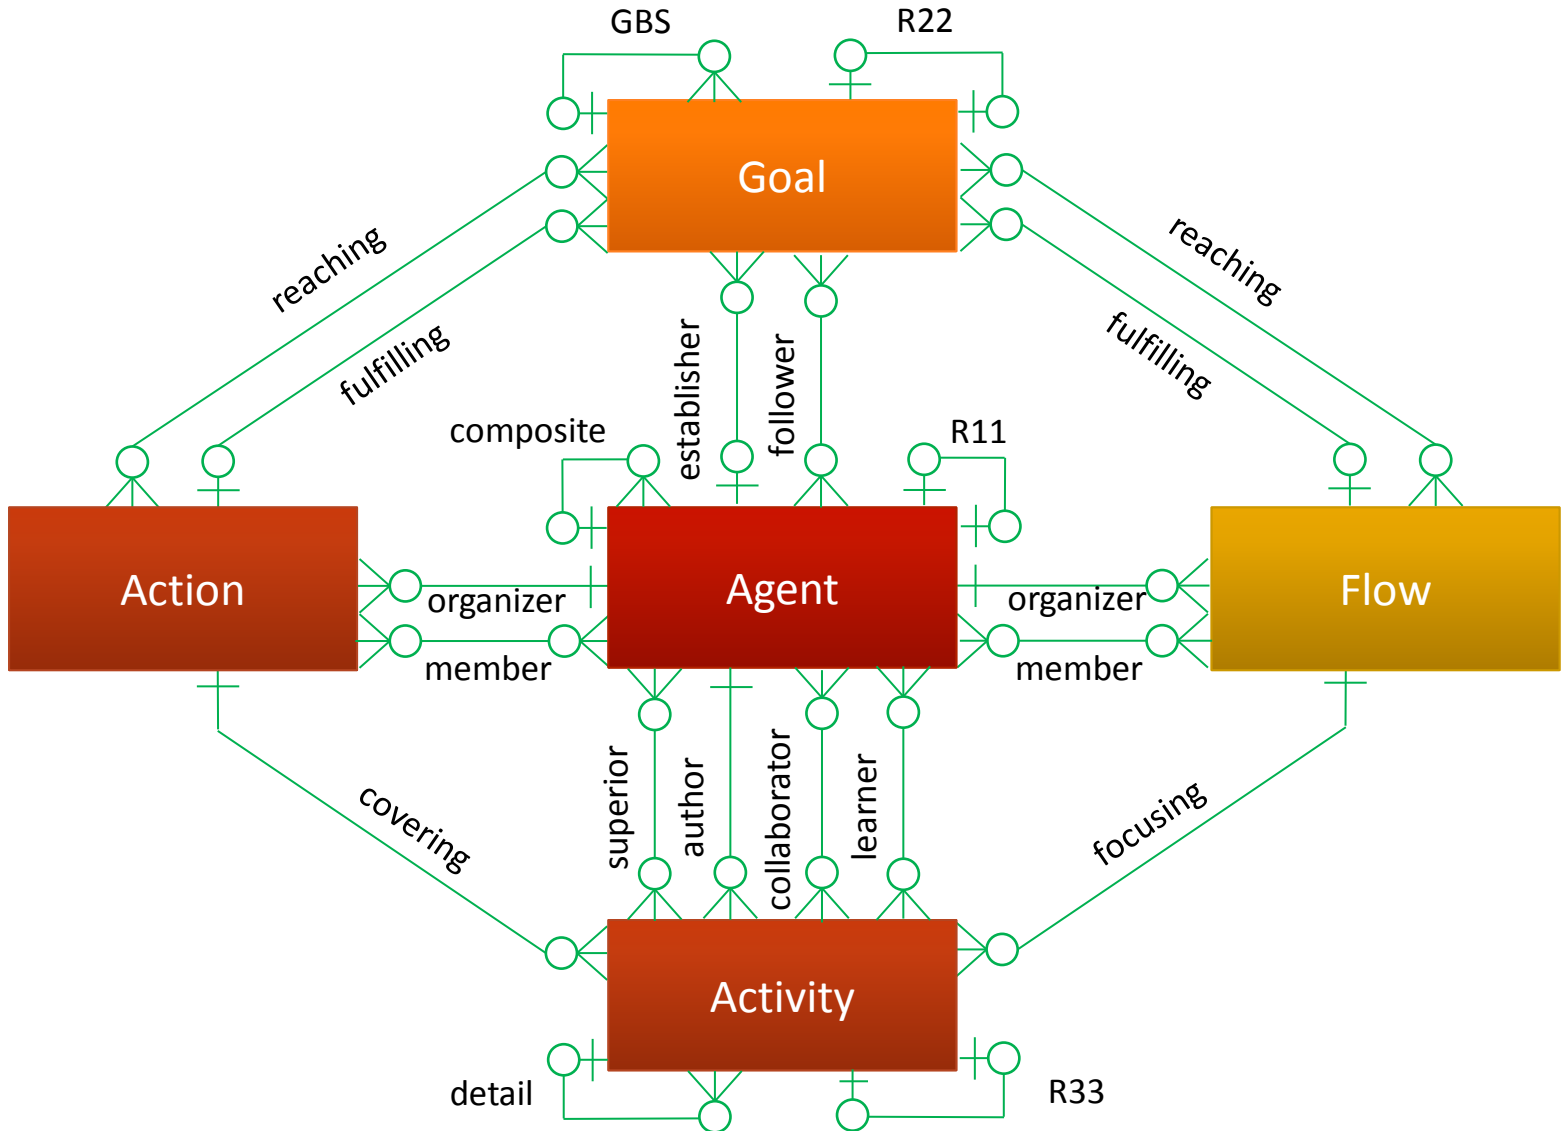 GBS
R22
Goal
reaching
fulfilling
reaching
fulfilling
establisher
follower
composite
R11
Action
Agent
Flow
organizer
organizer
member
member
superior
author
collaborator
learner
covering
focusing
Activity
detail
R33